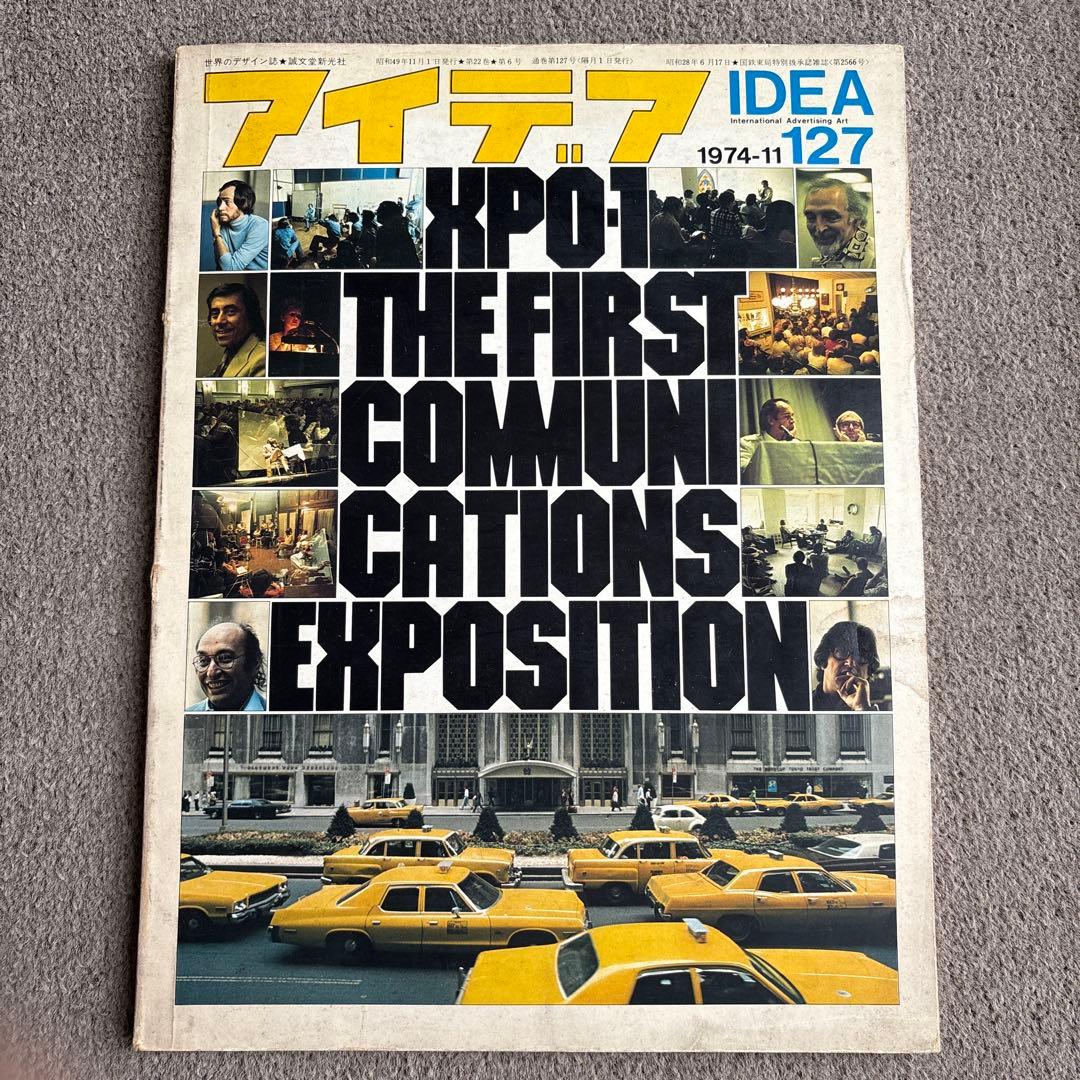 世界のデザイン誌★誠文堂新光社 昭和49年11月1日発行★第22巻★第6号 通巻第127号〈隔月1日発行〉 昭和28年6月17日★国鉄東局特別扱承認雑誌〈第2566号〉
アイデア
IDEA
International Advertising Art
1974-11 127
XPO·1
THE FIRST
COMMUNI
CATIONS
EXPOSITION